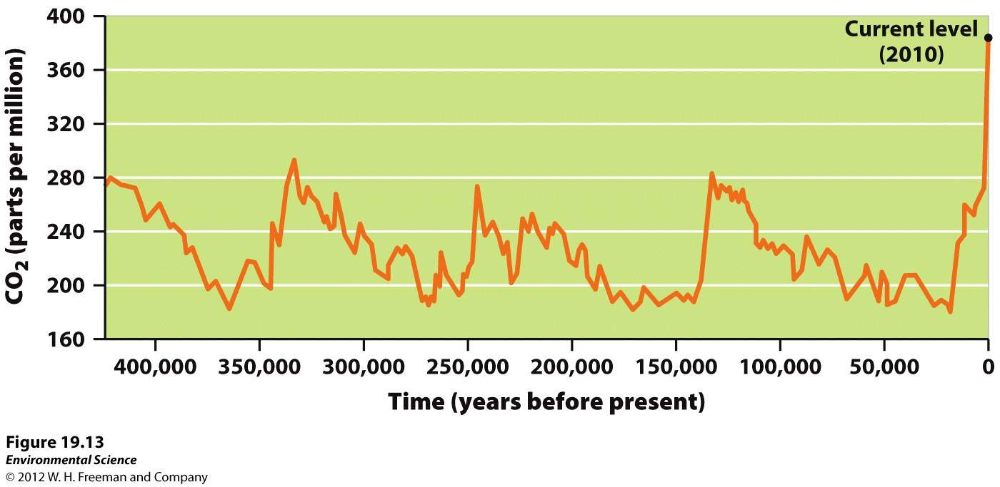 CO₂ (parts per million)
400
360
320
280
240
200
160
Current level
(2010)
400,000 350,000 300,000 250,000 200,000 150,000 100,000 50,000 0
Time (years before present)
Figure 19.13
Environmental Science
© 2012 W. H. Freeman and Company